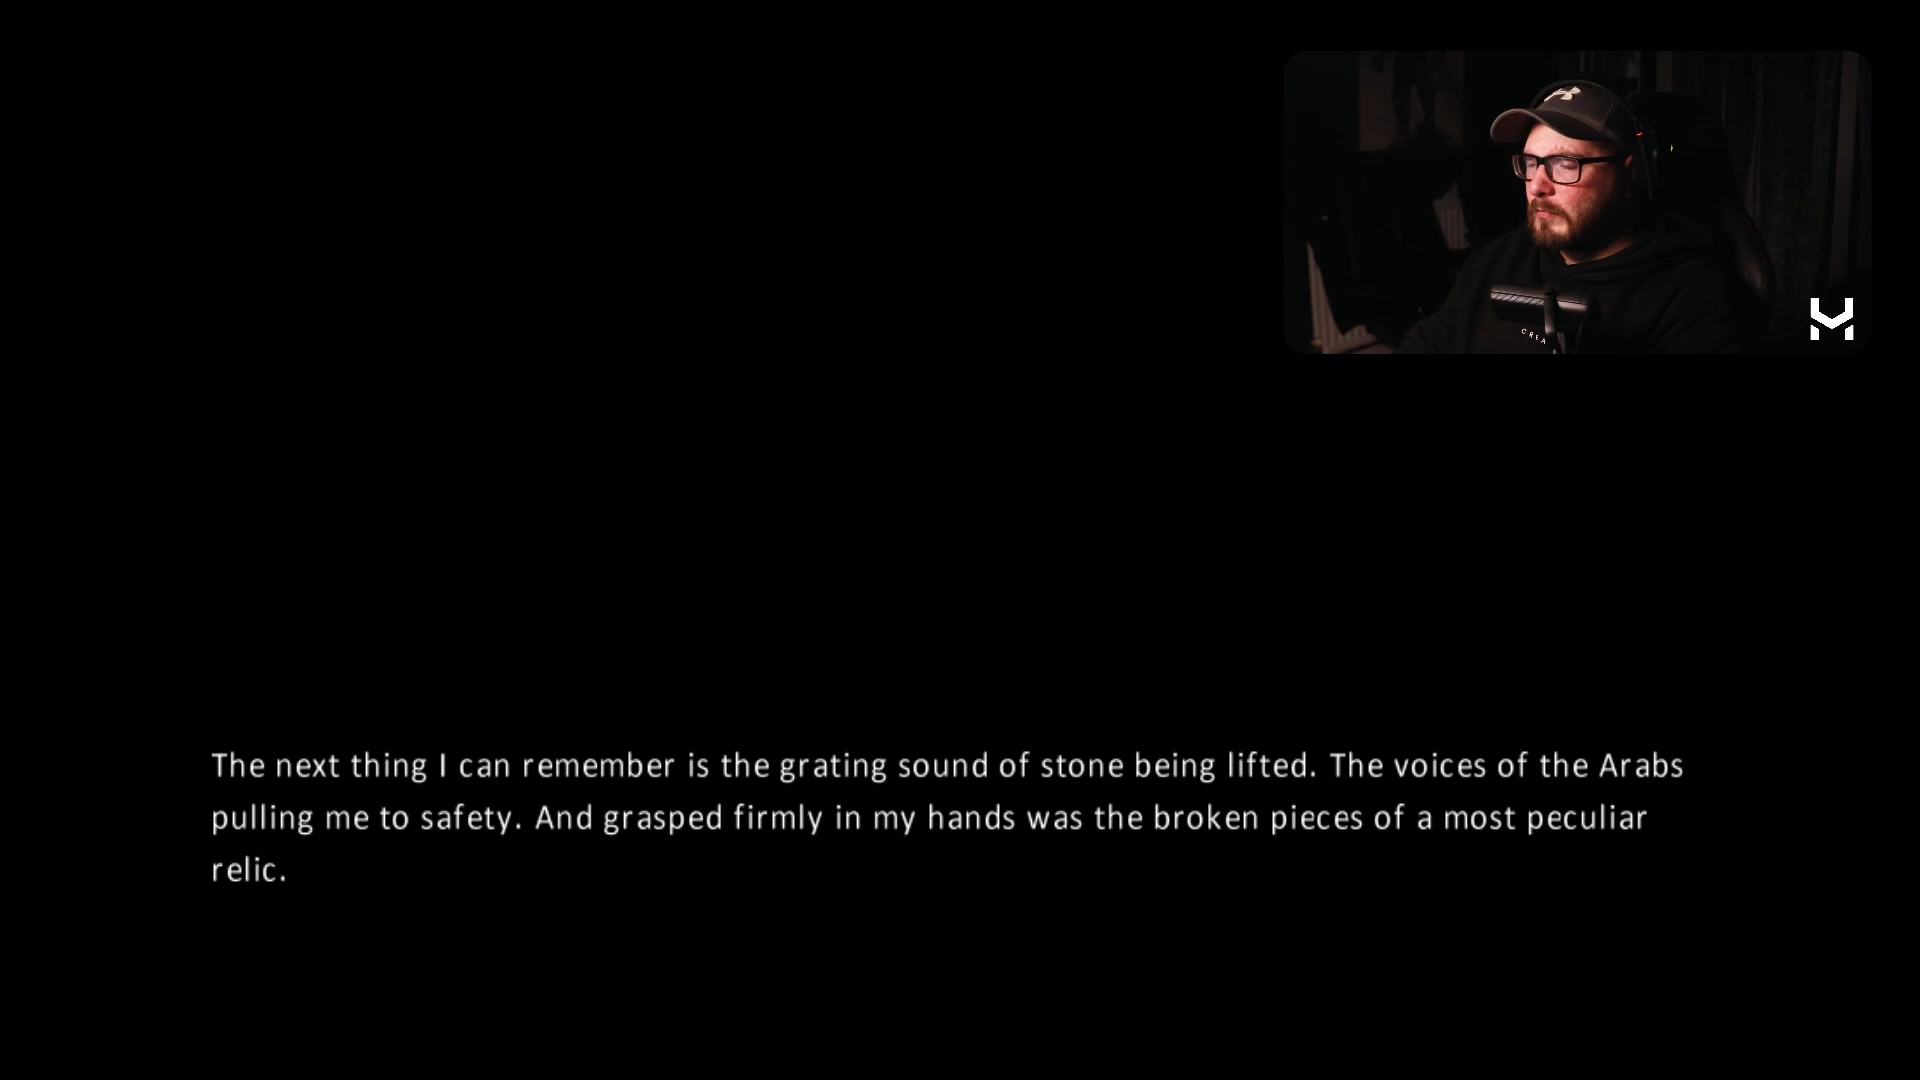 The next thing I can remember is the grating sound of stone being lifted. The voices of the Arabs
pulling me to safety. And grasped firmly in my hands was the broken pieces of a most peculiar
relic.
CREA